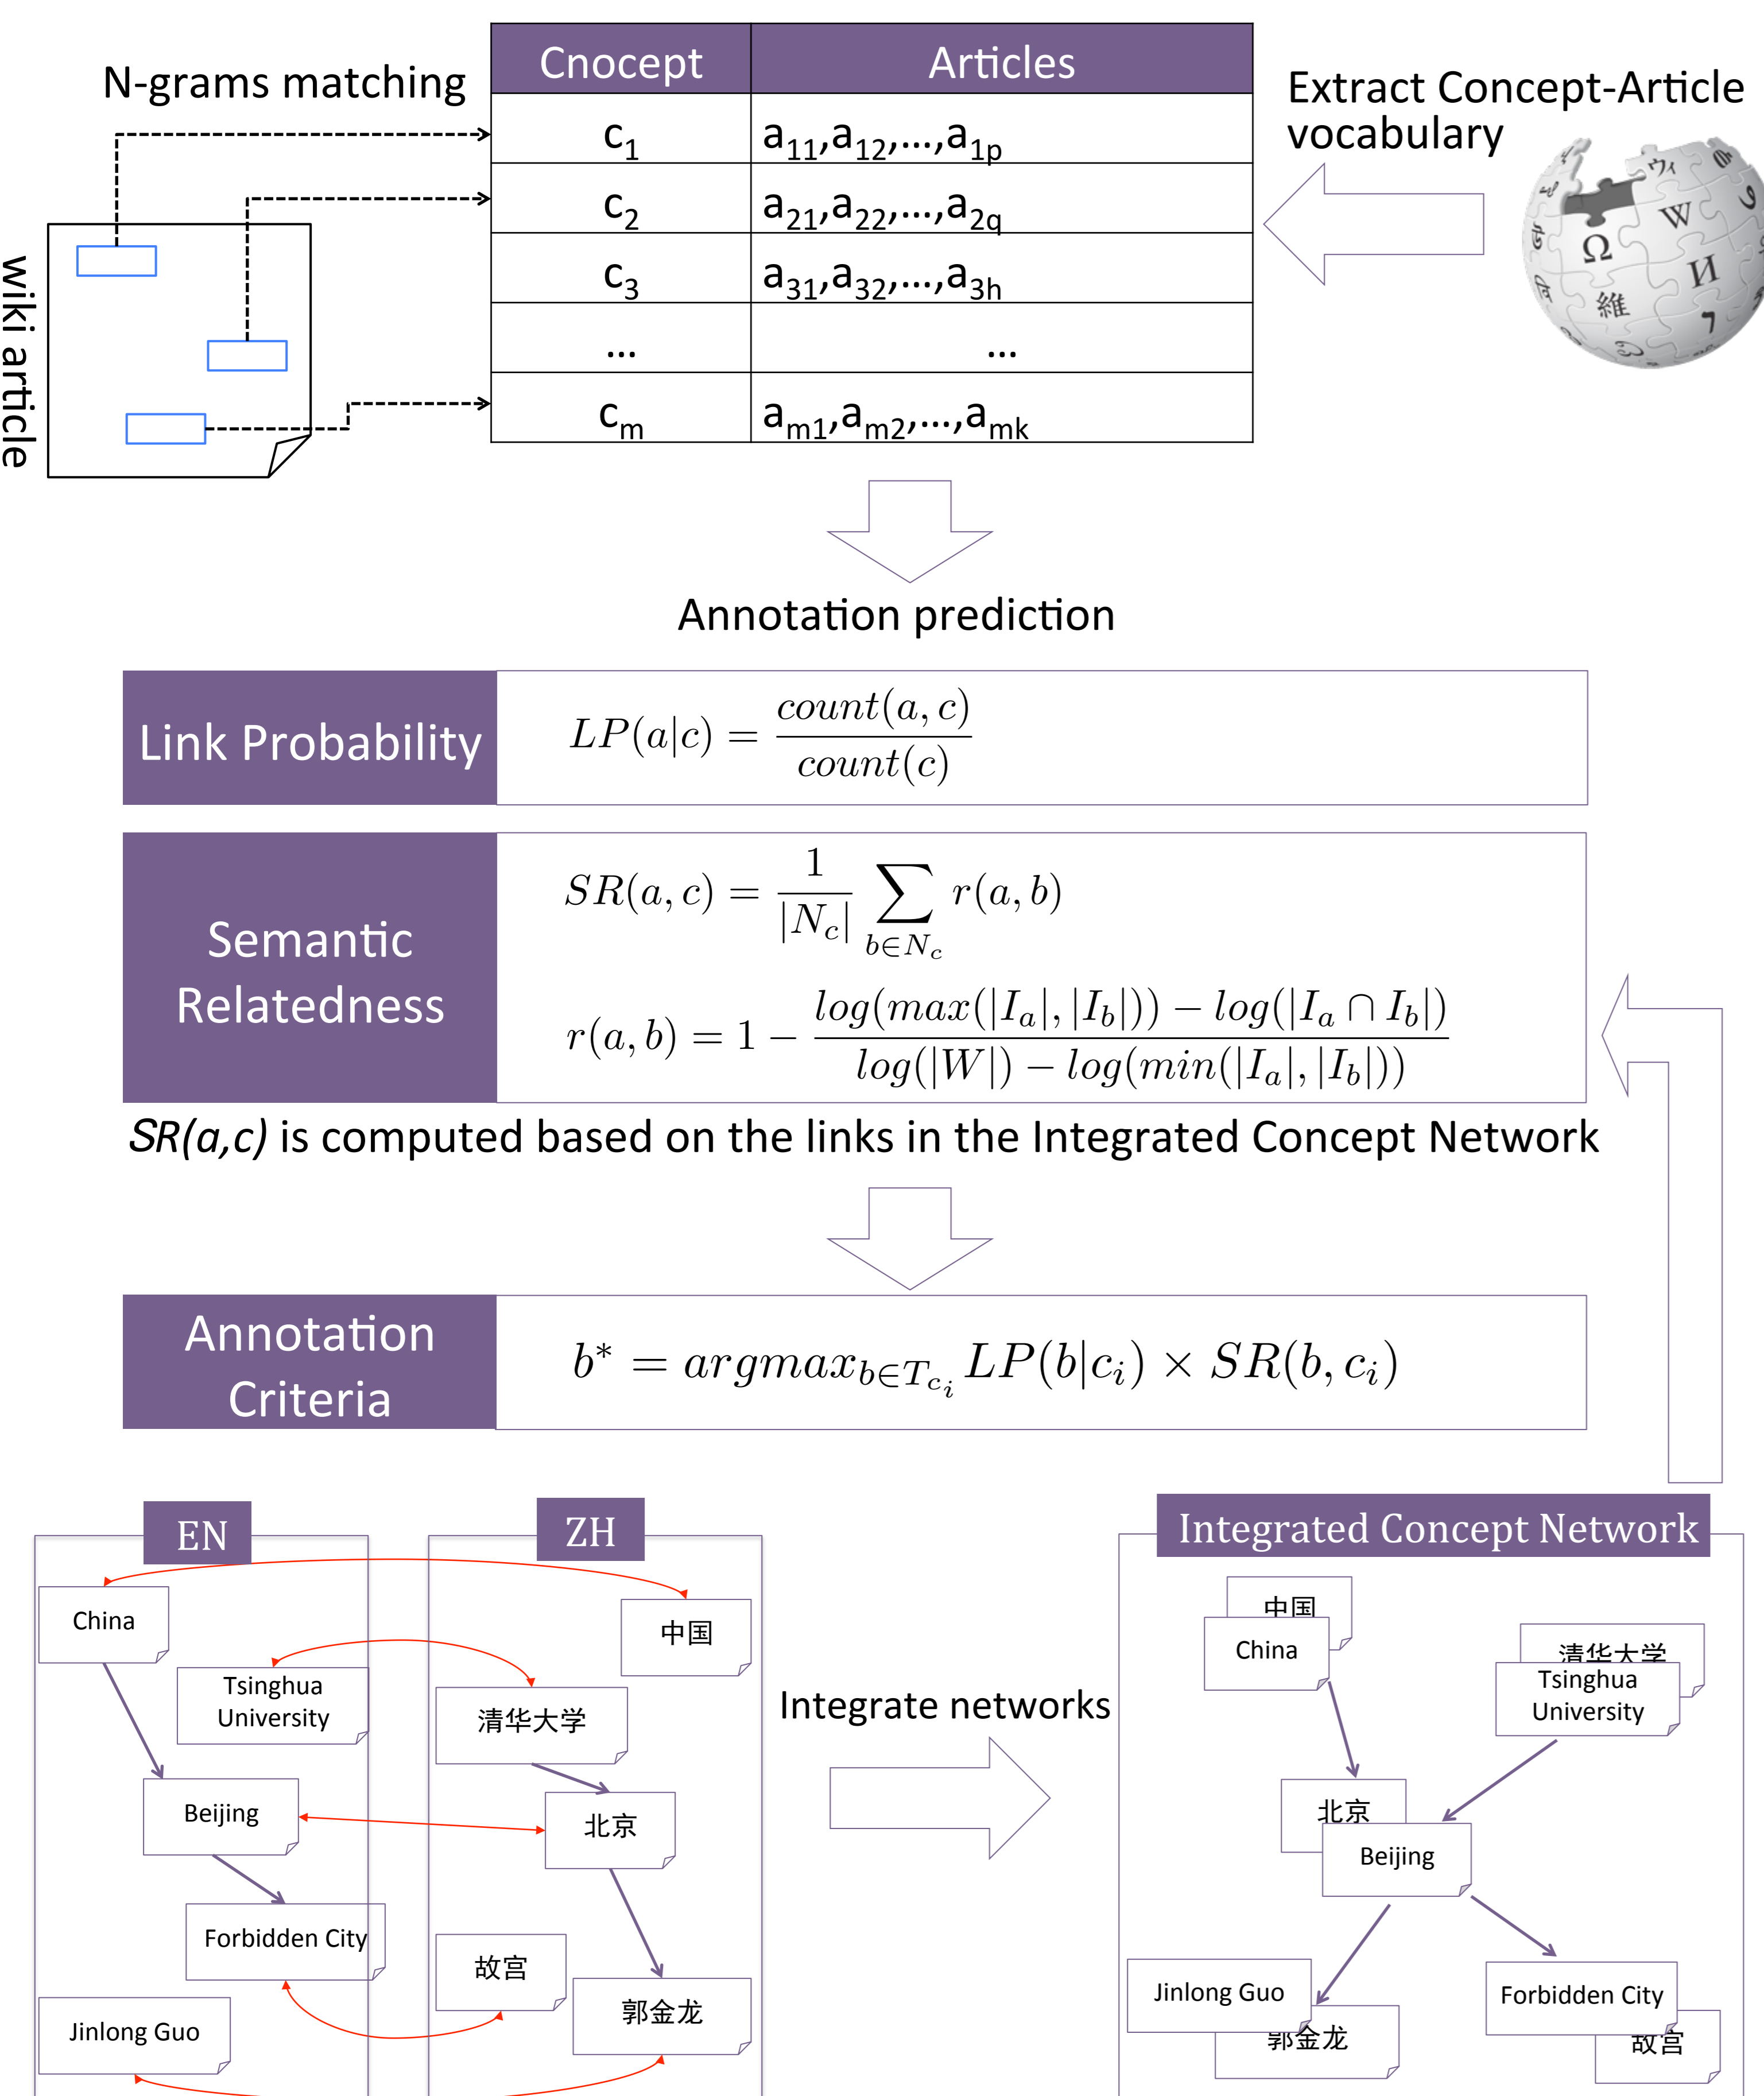 N-grams matching
Cnocept Articles
Extract Concept-Article
vocabulary
c1 a11,a12,...,a1p
c2 a21,a22,...,a2q
c3 a31,a32,...,a3h
... ...
cm am1,am2,...,amk
wiki article
Ω W И 維 ウィ 7
Annotation prediction
Link Probability
LP(a|c) = count(a, c) / count(c)
Semantic
Relatedness
SR(a, c) = 1 / |Nc| ∑ b∈Nc r(a, b)
r(a, b) = 1 − log(max(|Ia|, |Ib|)) − log(|Ia ∩ Ib|) / log(|W|) − log(min(|Ia|, |Ib|))
SR(a,c) is computed based on the links in the Integrated Concept Network
Annotation
Criteria
b* = argmax b∈Tci LP(b|ci) × SR(b, ci)
EN
China
Tsinghua
University
Beijing
Forbidden City
Jinlong Guo
ZH
中国
清华大学
北京
故宫
郭金龙
Integrate networks
Integrated Concept Network
中国
China
清华大学
Tsinghua
University
北京
Beijing
Jinlong Guo
郭金龙
Forbidden City
故宫